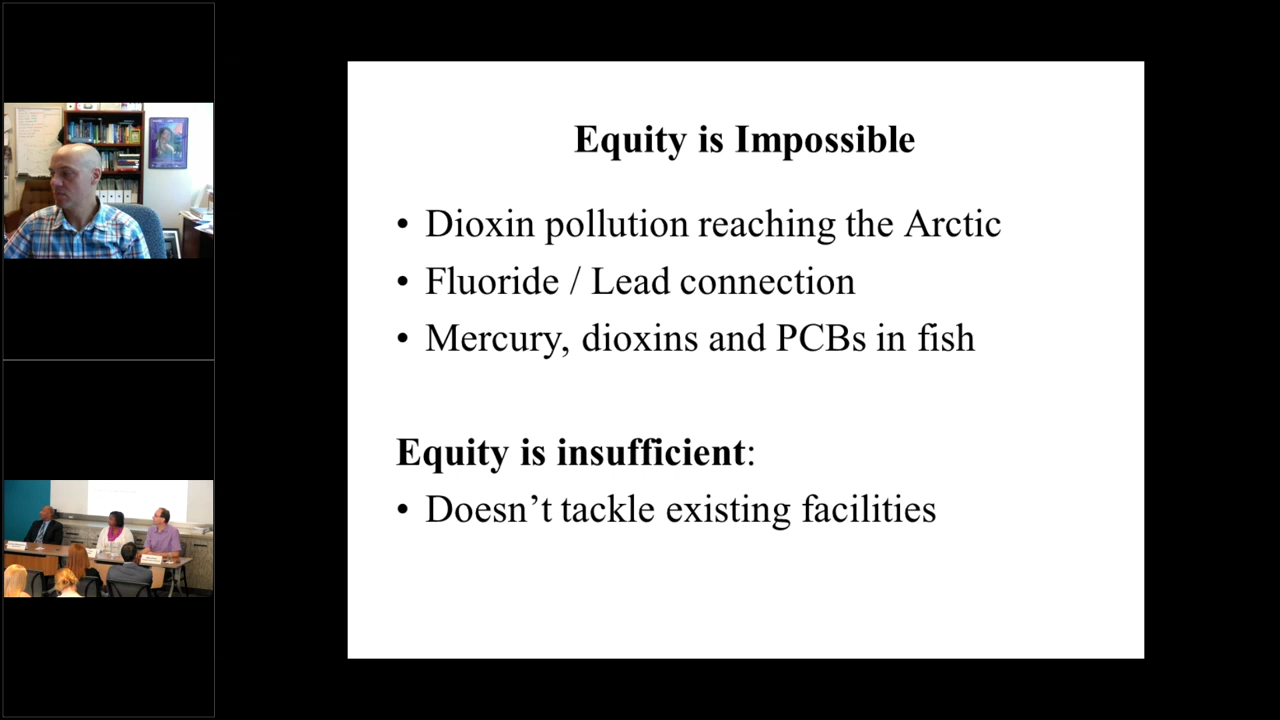 Equity is Impossible
• Dioxin pollution reaching the Arctic
• Fluoride / Lead connection
• Mercury, dioxins and PCBs in fish
Equity is insufficient:
• Doesn’t tackle existing facilities